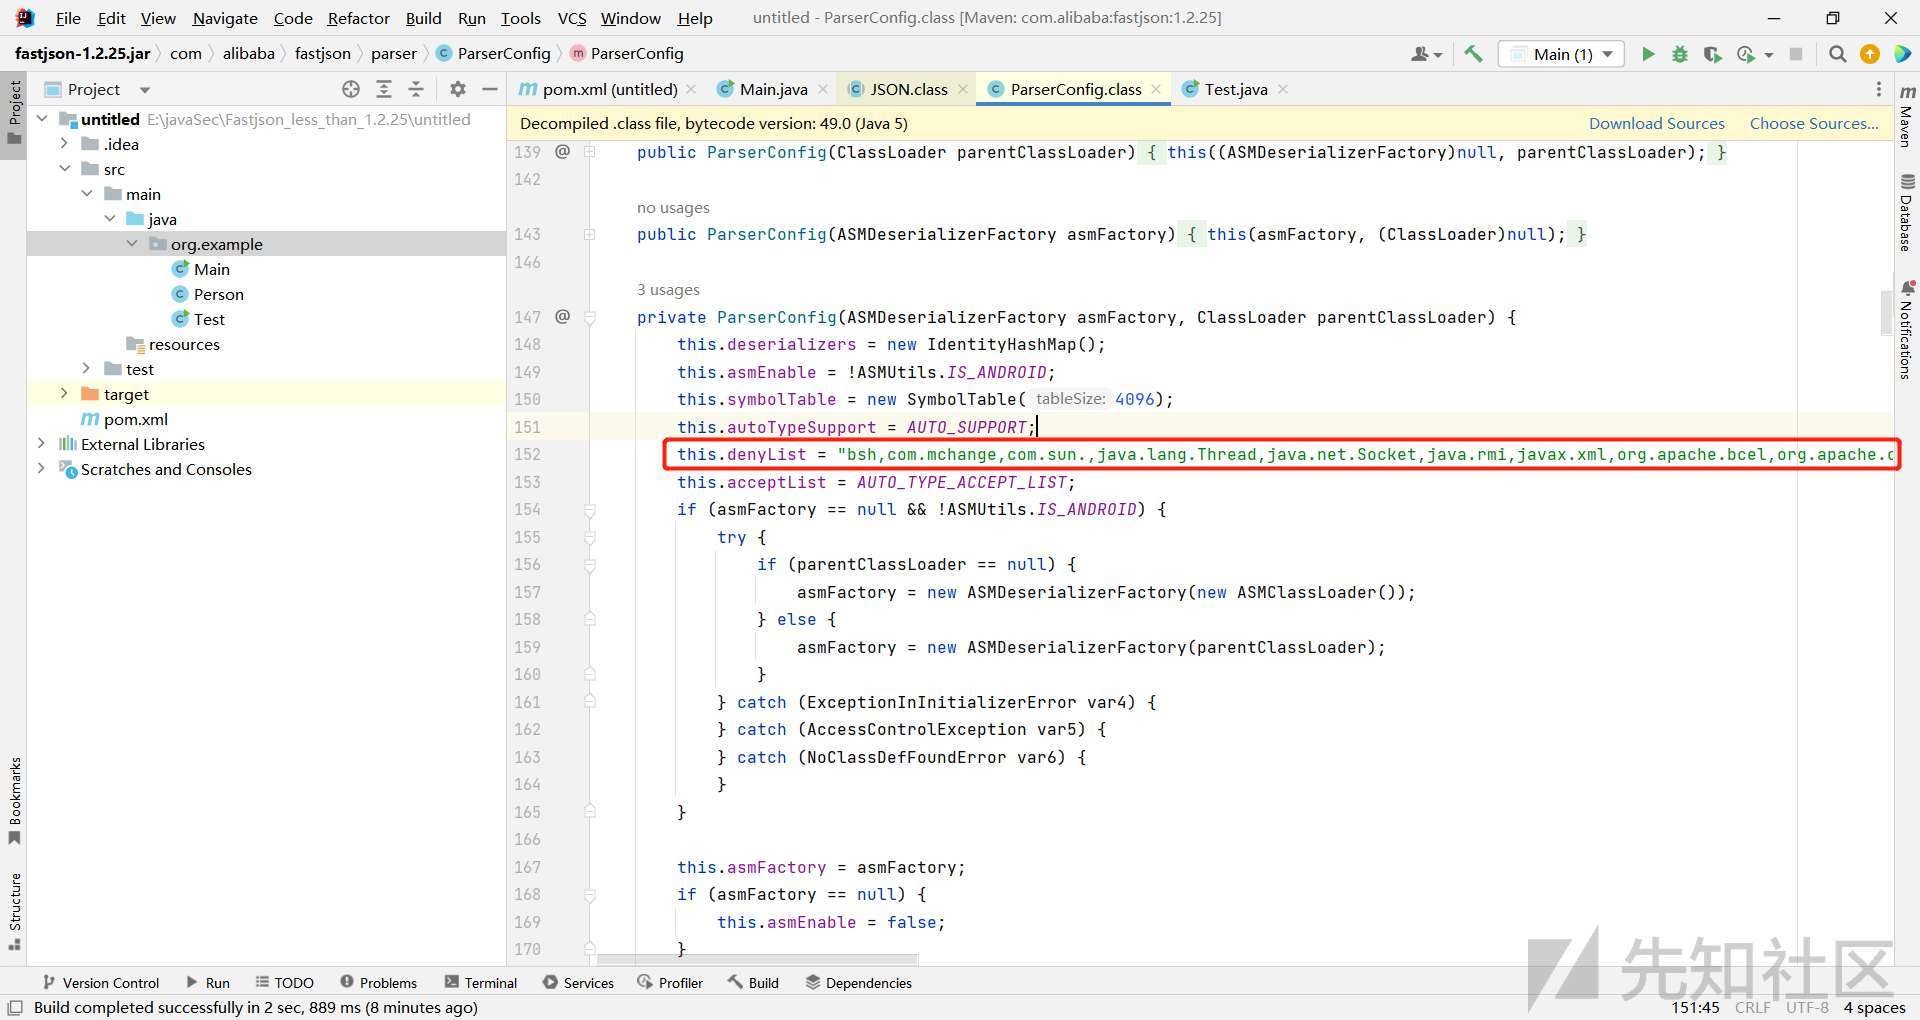 File Edit View Navigate Code Refactor Build Run Tools VCS Window Help untitled - ParserConfig.class [Maven: com.alibaba:fastjson:1.2.25]
fastjson-1.2.25.jar com alibaba fastjson parser ParserConfig ParserConfig Main (1)
Project
pom.xml (untitled) Main.java JSON.class ParserConfig.class Test.java
Decompiled .class file, bytecode version: 49.0 (Java 5) Download Sources Choose Sources...
untitled E:\javaSec\Fastjson_less_than_1.2.25\untitled
.idea
src
main
java
org.example
Main
Person
Test
resources
test
target
pom.xml
External Libraries
Scratches and Consoles
139 @ public ParserConfig(ClassLoader parentClassLoader) { this((ASMDeserializerFactory)null, parentClassLoader); }
142
no usages
143 public ParserConfig(ASMDeserializerFactory asmFactory) { this(asmFactory, (ClassLoader)null); }
146
3 usages
147 @ private ParserConfig(ASMDeserializerFactory asmFactory, ClassLoader parentClassLoader) {
148 this.deserializers = new IdentityHashMap();
149 this.asmEnable = !ASMUtils.IS_ANDROID;
150 this.symbolTable = new SymbolTable( tableSize: 4096);
151 this.autoTypeSupport = AUTO_SUPPORT;
152 this.denyList = "bsh,com.mchange,com.sun.,java.lang.Thread,java.net.Socket,java.rmi,javax.xml,org.apache.bcel,org.apache.c
153 this.acceptList = AUTO_TYPE_ACCEPT_LIST;
154 if (asmFactory == null && !ASMUtils.IS_ANDROID) {
155 try {
156 if (parentClassLoader == null) {
157 asmFactory = new ASMDeserializerFactory(new ASMClassLoader());
158 } else {
159 asmFactory = new ASMDeserializerFactory(parentClassLoader);
160 }
161 } catch (ExceptionInInitializerError var4) {
162 } catch (AccessControlException var5) {
163 } catch (NoClassDefFoundError var6) {
164 }
165 }
166
167 this.asmFactory = asmFactory;
168 if (asmFactory == null) {
169 this.asmEnable = false;
170 }
Project
Bookmarks
Structure
Maven
Database
Notifications
Version Control Run TODO Problems Terminal Services Profiler Build Dependencies
Build completed successfully in 2 sec, 889 ms (8 minutes ago) 151:45 CRLF UTF-8 4 spaces
先知社区